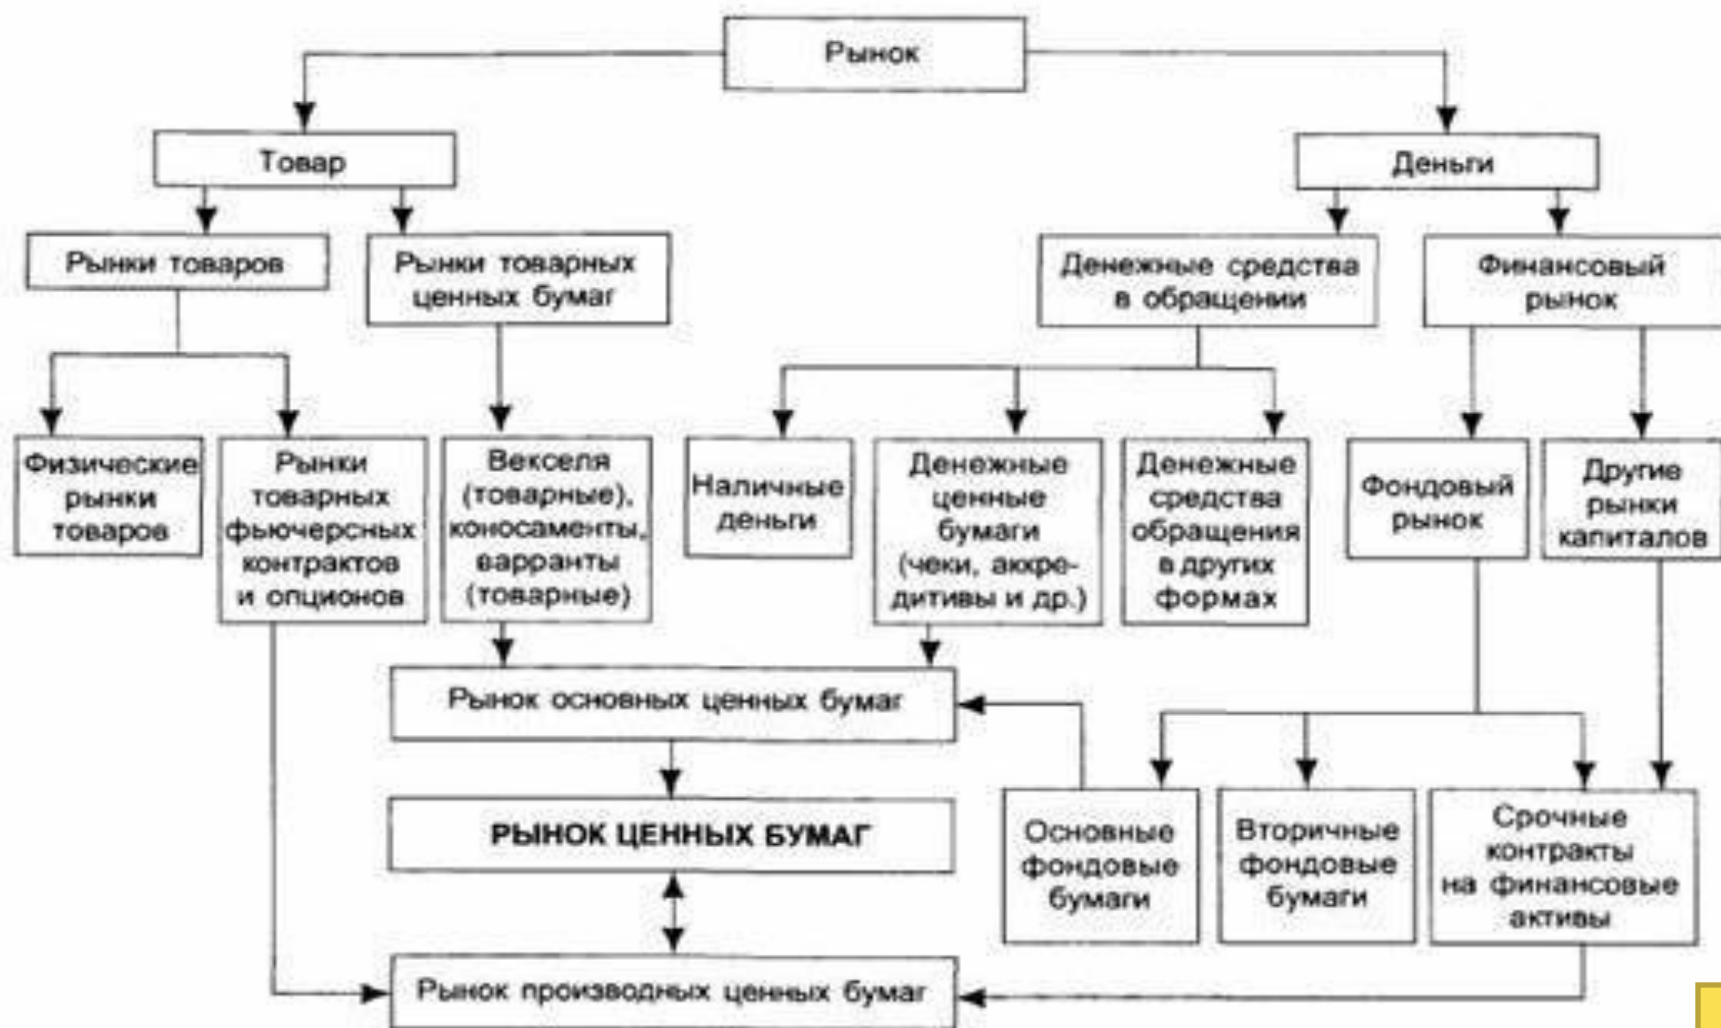 Рынок
Товар
Деньги
Рынки товаров
Рынки товарных
ценных бумаг
Денежные средства
в обращении
Финансовый
рынок
Физические
рынки
товаров
Рынки
товарных
фьючерсных
контрактов
и опционов
Векселя
(товарные),
коносаменты,
варранты
(товарные)
Наличные
деньги
Денежные
ценные
бумаги
(чеки, аккре-
дитивы и др.)
Денежные
средства
обращения
в других
формах
Фондовый
рынок
Другие
рынки
капиталов
Рынок основных ценных бумаг
РЫНОК ЦЕННЫХ БУМАГ
Основные
фондовые
бумаги
Вторичные
фондовые
бумаги
Срочные
контракты
на финансовые
активы
Рынок производных ценных бумаг